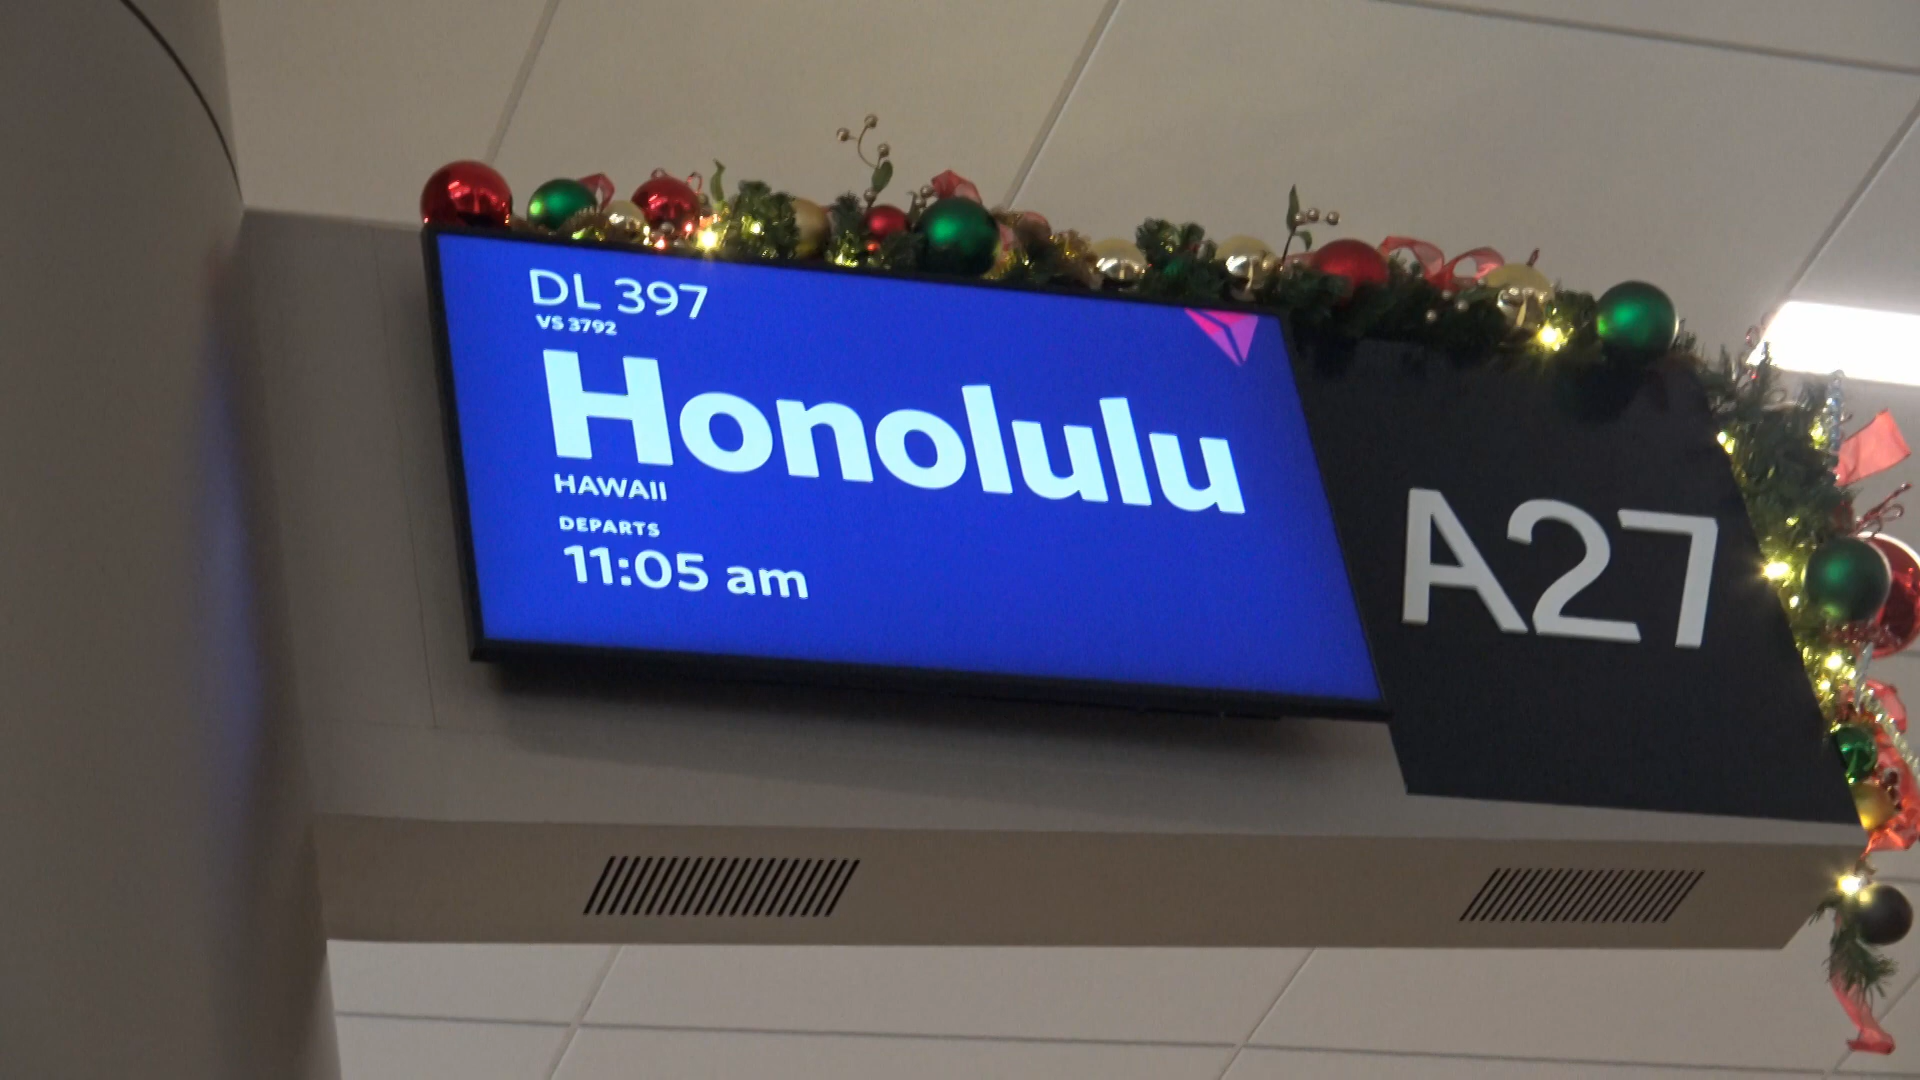 DL 397
VS 3792
Honolulu
HAWAII
DEPARTS
11:05 am
A27